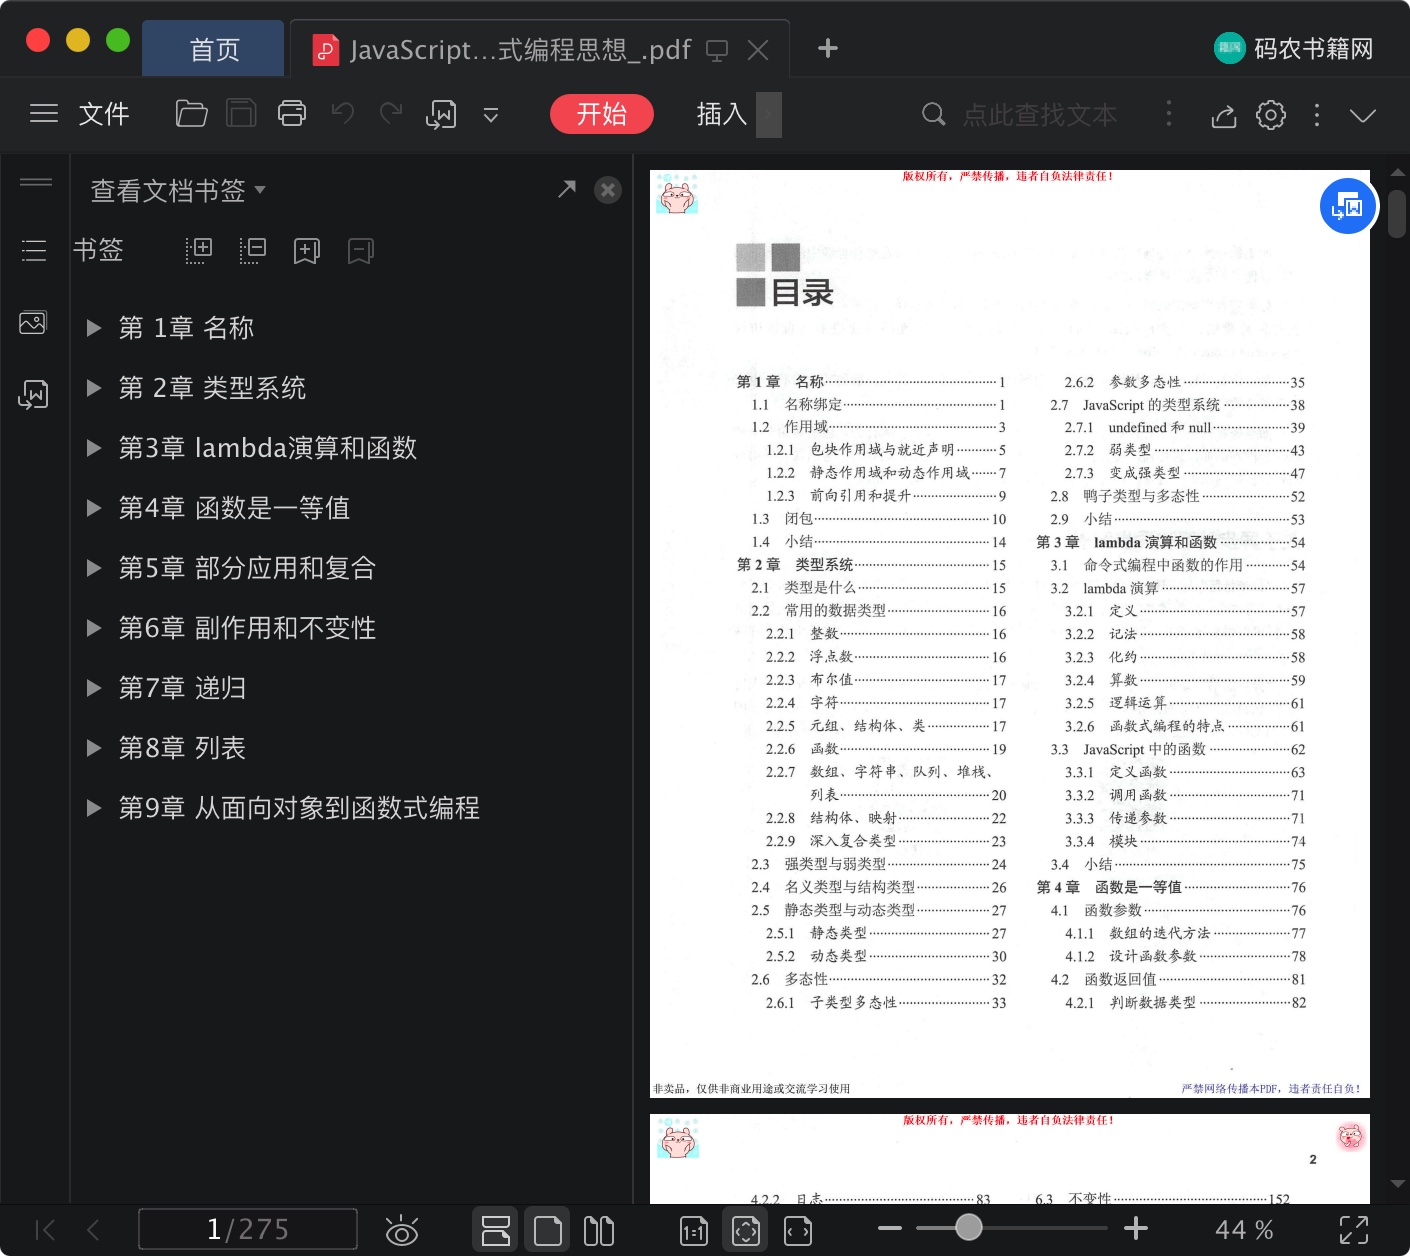 首页
JavaScript...式编程思想_.pdf
码农书籍网
文件
开始
插入
点此查找文本
查看文档书签
书签
第 1章 名称
第 2章 类型系统
第3章 lambda演算和函数
第4章 函数是一等值
第5章 部分应用和复合
第6章 副作用和不变性
第7章 递归
第8章 列表
第9章 从面向对象到函数式编程
版权所有，严禁传播，违者自负法律责任！
目录
第 1 章 名称 1
1.1 名称绑定 1
1.2 作用域 3
1.2.1 包块作用域与就近声明 5
1.2.2 静态作用域和动态作用域 7
1.2.3 前向引用和提升 9
1.3 闭包 10
1.4 小结 14
第 2 章 类型系统 15
2.1 类型是什么 15
2.2 常用的数据类型 16
2.2.1 整数 16
2.2.2 浮点数 16
2.2.3 布尔值 17
2.2.4 字符 17
2.2.5 元组、结构体、类 17
2.2.6 函数 19
2.2.7 数组、字符串、队列、堆栈、
列表 20
2.2.8 结构体、映射 22
2.2.9 深入复合类型 23
2.3 强类型与弱类型 24
2.4 名义类型与结构类型 26
2.5 静态类型与动态类型 27
2.5.1 静态类型 27
2.5.2 动态类型 30
2.6 多态性 32
2.6.1 子类型多态性 33
2.6.2 参数多态性 35
2.7 JavaScript 的类型系统 38
2.7.1 undefined 和 null 39
2.7.2 弱类型 43
2.7.3 变成强类型 47
2.8 鸭子类型与多态性 52
2.9 小结 53
第 3 章 lambda 演算和函数 54
3.1 命令式编程中函数的作用 54
3.2 lambda 演算 57
3.2.1 定义 57
3.2.2 记法 58
3.2.3 化约 58
3.2.4 算数 59
3.2.5 逻辑运算 61
3.2.6 函数式编程的特点 61
3.3 JavaScript 中的函数 62
3.3.1 定义函数 63
3.3.2 调用函数 71
3.3.3 传递参数 71
3.3.4 模块 74
3.4 小结 75
第 4 章 函数是一等值 76
4.1 函数参数 76
4.1.1 数组的迭代方法 77
4.1.2 设计函数参数 78
4.2 函数返回值 81
4.2.1 判断数据类型 82
非卖品，仅供非商业用途或交流学习使用
严禁网络传播本PDF，违者责任自负！
版权所有，严禁传播，违者自负法律责任！
2
4.2.2 日志 83
6.3 不变性 152
1/275
1:1
44 %